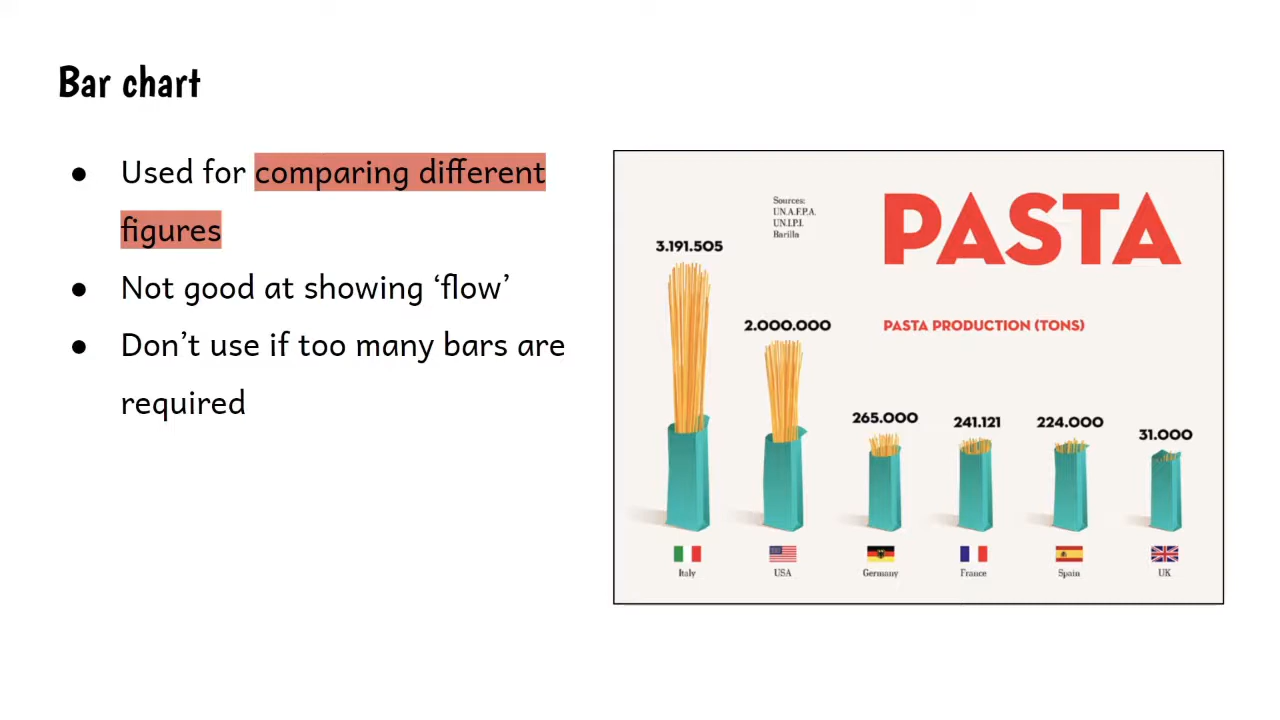 Bar chart
● Used for comparing different
figures
● Not good at showing ‘flow’
● Don’t use if too many bars are
required
Sources:
UN.A.F.P.A.
UN.I.P.I.
Barilla
PASTA
PASTA PRODUCTION (TONS)
3.191.505
2.000.000
265.000
241.121
224.000
31.000
Italy
USA
Germany
France
Spain
UK